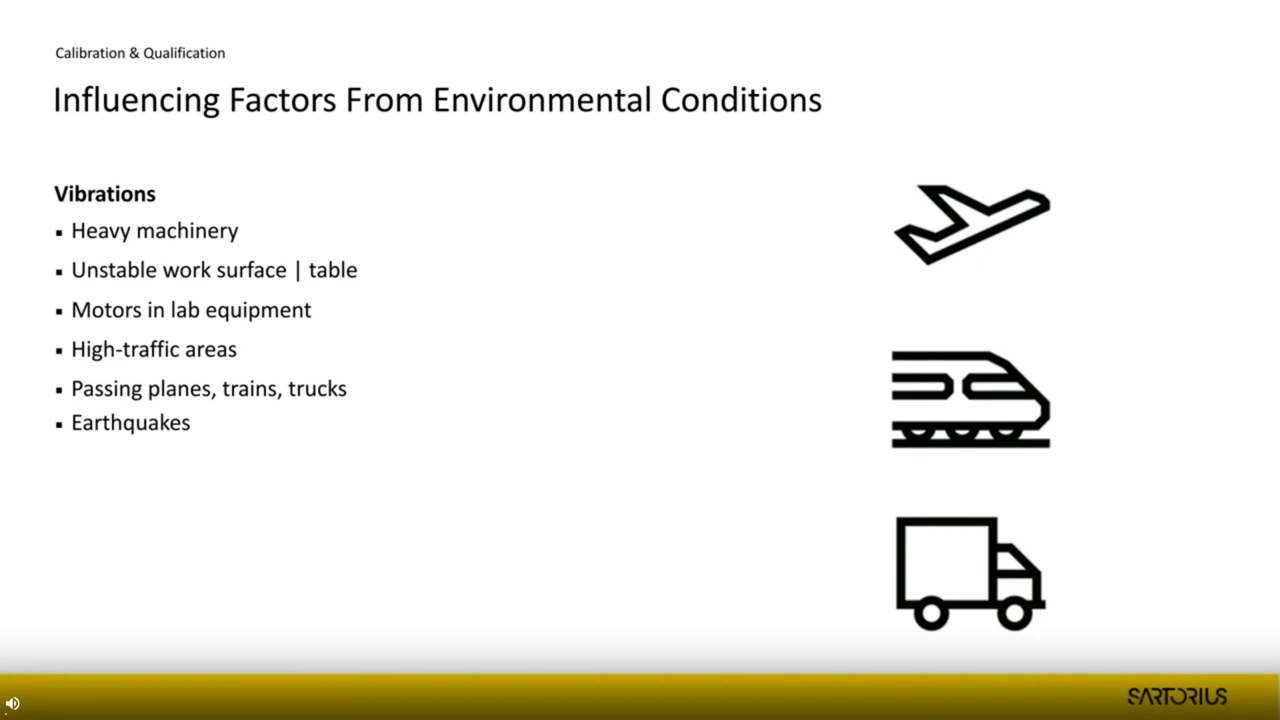 Calibration & Qualification
Influencing Factors From Environmental Conditions
Vibrations
▪ Heavy machinery
▪ Unstable work surface | table
▪ Motors in lab equipment
▪ High-traffic areas
▪ Passing planes, trains, trucks
▪ Earthquakes
SARTORIUS